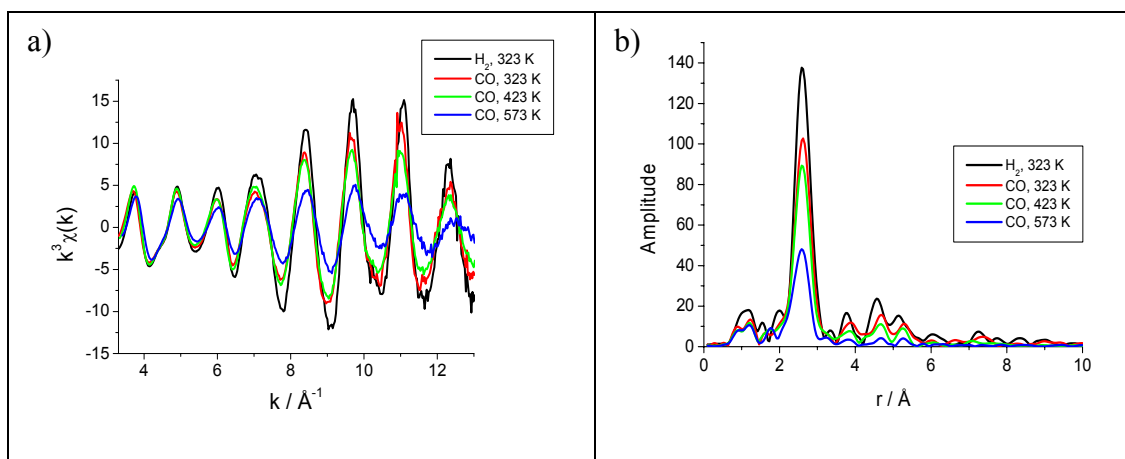 a)
H₂, 323 K
CO, 323 K
CO, 423 K
CO, 573 K
15
10
5
0
-5
-10
-15
k³χ(k)
4
6
8
10
12
k / Å⁻¹
b)
140
120
100
80
60
40
20
0
Amplitude
H₂, 323 K
CO, 323 K
CO, 423 K
CO, 573 K
0
2
4
6
8
10
r / Å